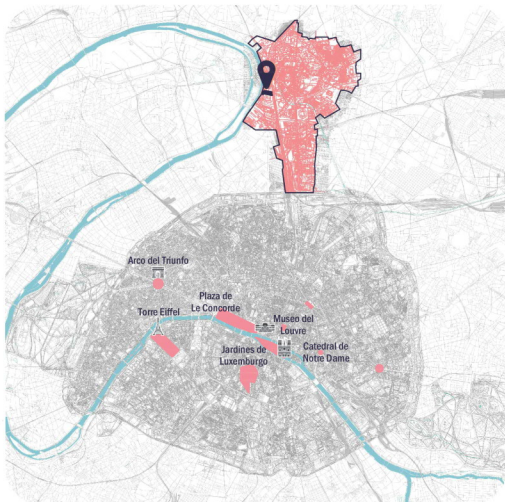 Arco del Triunfo
Torre Eiffel
Plaza de
Le Concorde
Museo del
Louvre
Jardines de
Luxemburgo
Catedral de
Notre Dame